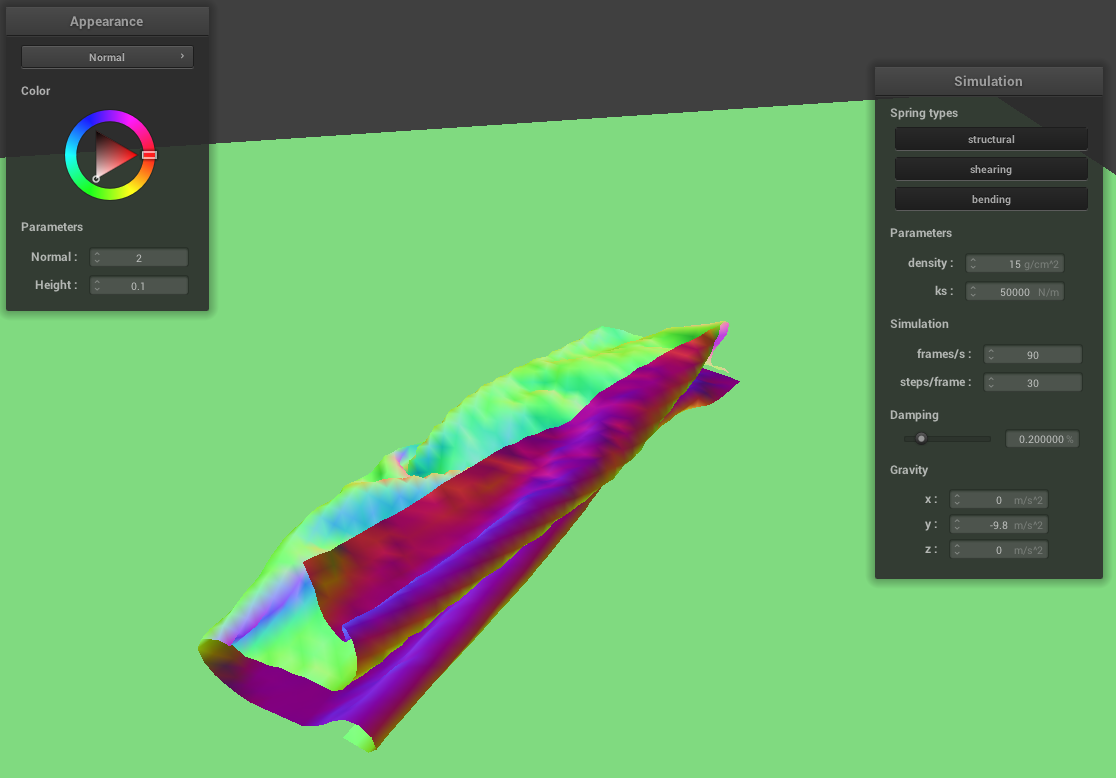 Appearance
Normal
Color
Parameters
Normal : 2
Height : 0.1
Simulation
Spring types
structural
shearing
bending
Parameters
density : 15 g/cm^2
ks : 50000 N/m
Simulation
frames/s : 90
steps/frame : 30
Damping
0.200000 %
Gravity
x : 0 m/s^2
y : -9.8 m/s^2
z : 0 m/s^2